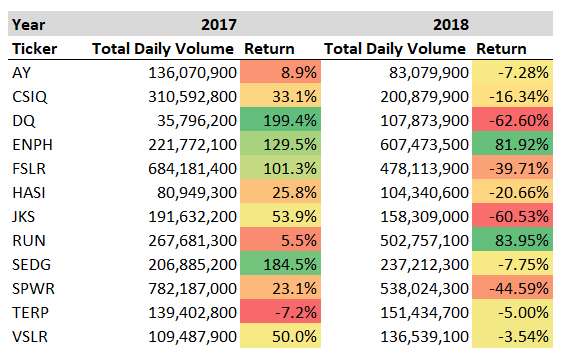 Year 2017 2018
Ticker Total Daily Volume Return Total Daily Volume Return
AY 136,070,900 8.9% 83,079,900 -7.28%
CSIQ 310,592,800 33.1% 200,879,900 -16.34%
DQ 35,796,200 199.4% 107,873,900 -62.60%
ENPH 221,772,100 129.5% 607,473,500 81.92%
FSLR 684,181,400 101.3% 478,113,900 -39.71%
HASI 80,949,300 25.8% 104,340,600 -20.66%
JKS 191,632,200 53.9% 158,309,000 -60.53%
RUN 267,681,300 5.5% 502,757,100 83.95%
SEDG 206,885,200 184.5% 237,212,300 -7.75%
SPWR 782,187,000 23.1% 538,024,300 -44.59%
TERP 139,402,800 -7.2% 151,434,700 -5.00%
VSLR 109,487,900 50.0% 136,539,100 -3.54%